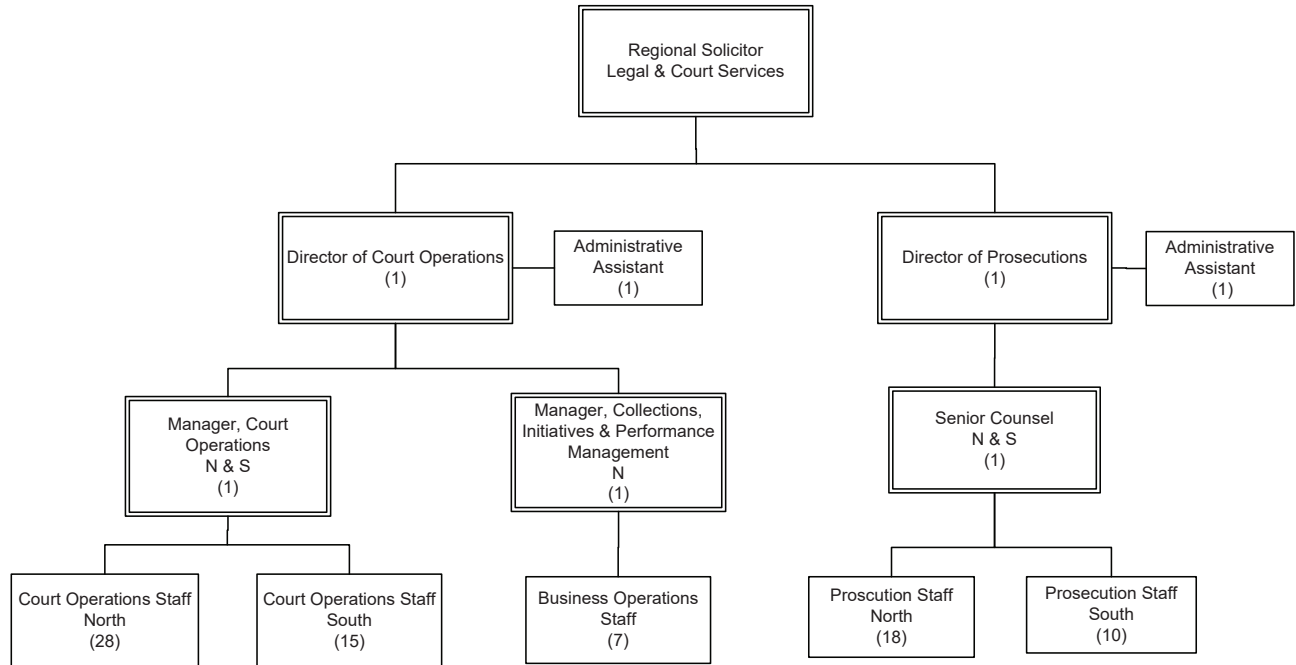 Regional Solicitor
Legal & Court Services
Director of Court Operations
(1)
Administrative
Assistant
(1)
Director of Prosecutions
(1)
Administrative
Assistant
(1)
Manager, Court
Operations
N & S
(1)
Manager, Collections,
Initiatives & Performance
Management
N
(1)
Senior Counsel
N & S
(1)
Court Operations Staff
North
(28)
Court Operations Staff
South
(15)
Business Operations
Staff
(7)
Proscution Staff
North
(18)
Prosecution Staff
South
(10)